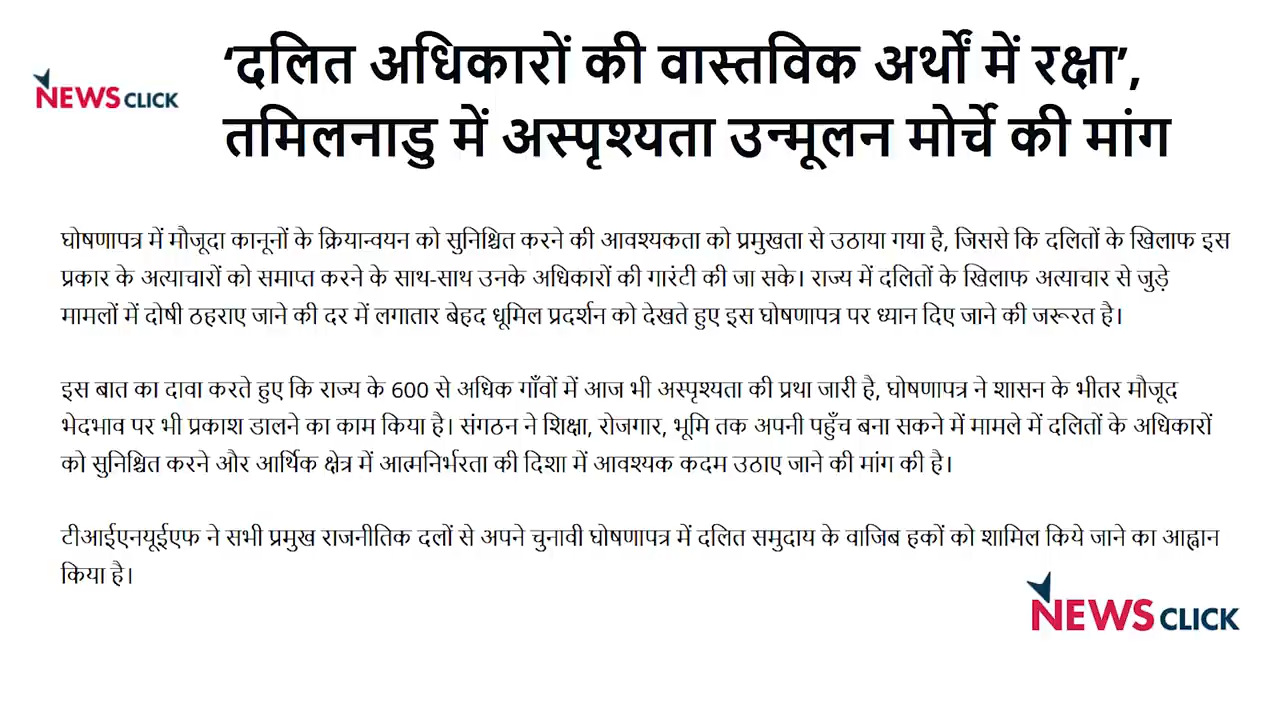 NEWS CLICK
‘दलित अधिकारों की वास्तविक अर्थों में रक्षा’,
तमिलनाडु में अस्पृश्यता उन्मूलन मोर्चे की मांग
घोषणापत्र में मौजूदा कानूनों के क्रियान्वयन को सुनिश्चित करने की आवश्यकता को प्रमुखता से उठाया गया है, जिससे कि दलितों के खिलाफ इस
प्रकार के अत्याचारों को समाप्त करने के साथ-साथ उनके अधिकारों की गारंटी की जा सके। राज्य में दलितों के खिलाफ अत्याचार से जुड़े
मामलों में दोषी ठहराए जाने की दर में लगातार बेहद धूमिल प्रदर्शन को देखते हुए इस घोषणापत्र पर ध्यान दिए जाने की जरूरत है।
इस बात का दावा करते हुए कि राज्य के 600 से अधिक गाँवों में आज भी अस्पृश्यता की प्रथा जारी है, घोषणापत्र ने शासन के भीतर मौजूद
भेदभाव पर भी प्रकाश डालने का काम किया है। संगठन ने शिक्षा, रोजगार, भूमि तक अपनी पहुँच बना सकने में मामले में दलितों के अधिकारों
को सुनिश्चित करने और आर्थिक क्षेत्र में आत्मनिर्भरता की दिशा में आवश्यक कदम उठाए जाने की मांग की है।
टीआईएनयूईएफ ने सभी प्रमुख राजनीतिक दलों से अपने चुनावी घोषणापत्र में दलित समुदाय के वाजिब हकों को शामिल किये जाने का आह्वान
किया है।
NEWS CLICK